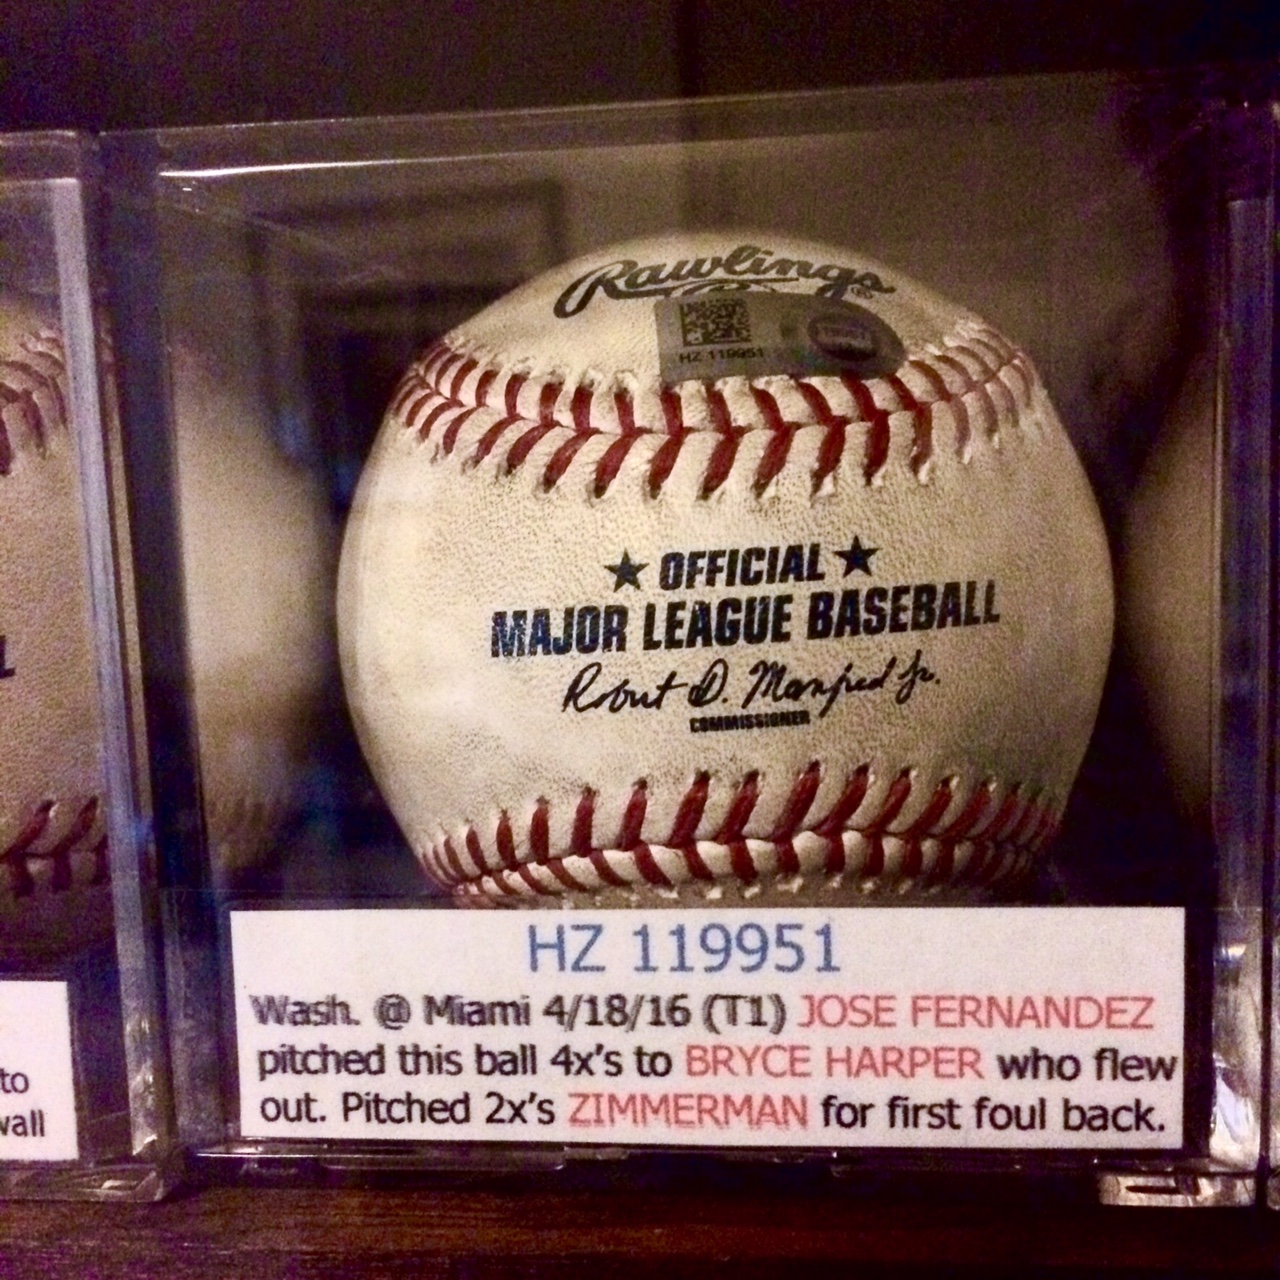 Rawlings
HZ 119951
★ OFFICIAL ★
MAJOR LEAGUE BASEBALL
Robert D. Manfred Jr.
COMMISSIONER
HZ 119951
Wash. @ Miami 4/18/16 (T1) JOSE FERNANDEZ
pitched this ball 4x's to BRYCE HARPER who flew
out. Pitched 2x's ZIMMERMAN for first foul back.
to
wall